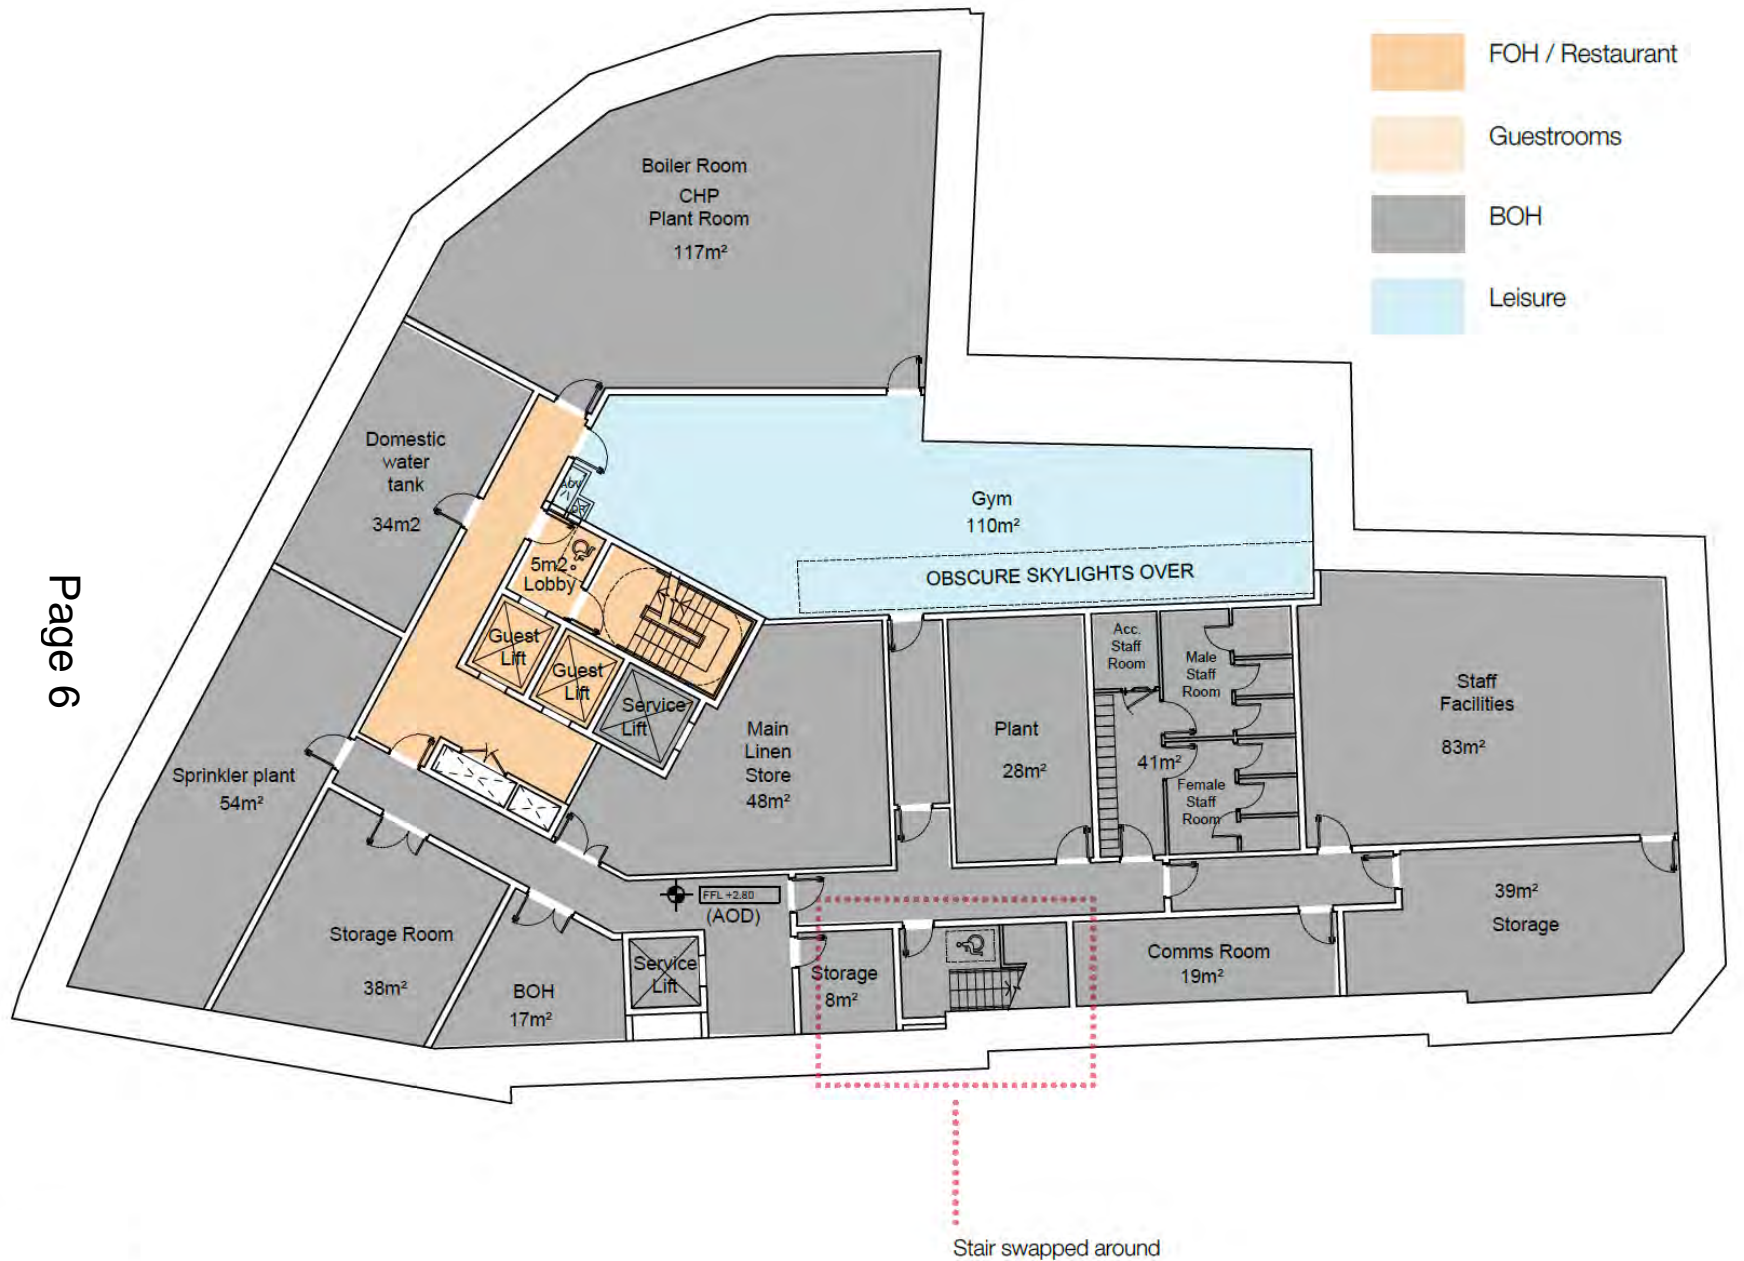 FOH / Restaurant
Guestrooms
BOH
Leisure
Boiler Room
CHP
Plant Room
117m²
Domestic
water
tank
34m2
AOV
DR
Gym
110m²
OBSCURE SKYLIGHTS OVER
5m2
Lobby
Guest
Lift
Guest
Lift
Service
Lift
Main
Linen
Store
48m²
Plant
28m²
Acc.
Staff
Room
Male
Staff
Room
41m²
Female
Staff
Room
Staff
Facilities
83m²
Sprinkler plant
54m²
Storage Room
38m²
BOH
17m²
Service
Lift
FFL +2.80
(AOD)
Storage
8m²
Comms Room
19m²
39m²
Storage
Page 6
Stair swapped around